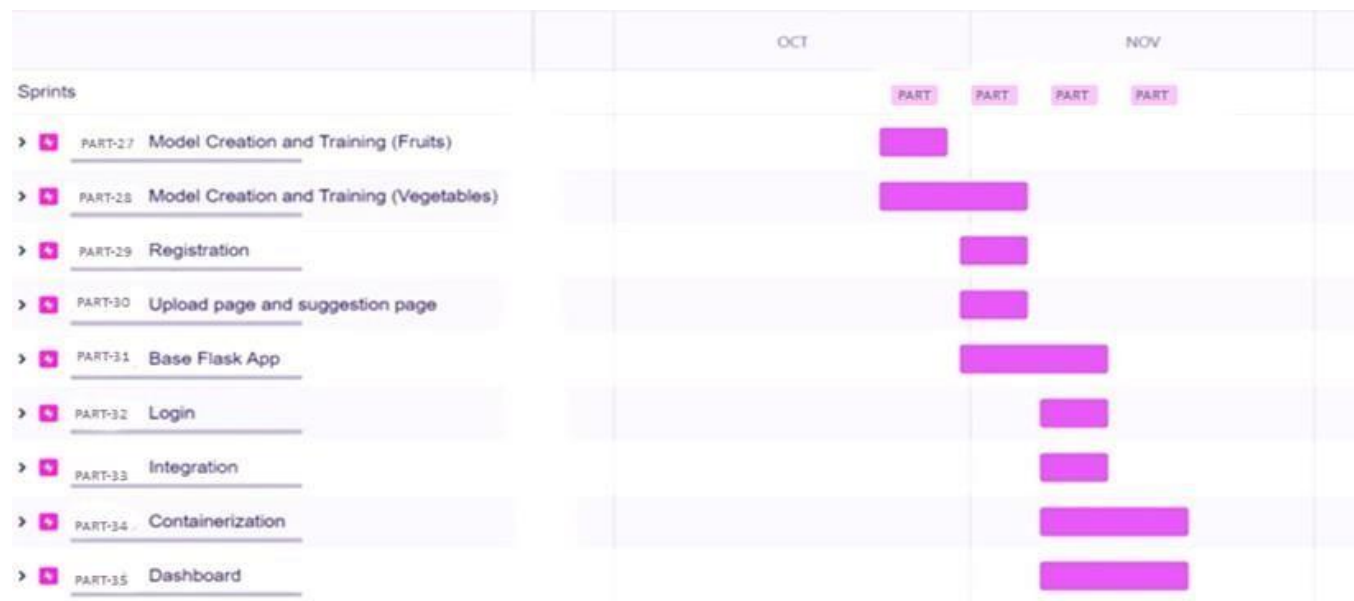 OCT NOV
Sprints PART PART PART PART
PART-27 Model Creation and Training (Fruits)
PART-28 Model Creation and Training (Vegetables)
PART-29 Registration
PART-30 Upload page and suggestion page
PART-31 Base Flask App
PART-32 Login
PART-33 Integration
PART-34 Containerization
PART-35 Dashboard